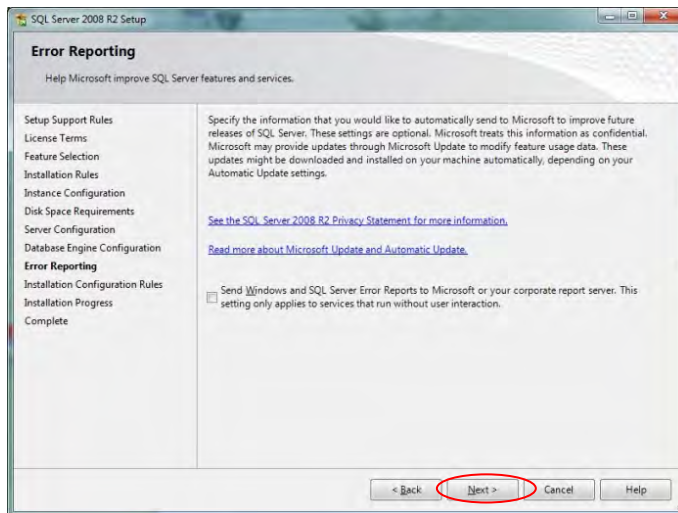 SQL Server 2008 R2 Setup
Error Reporting
Help Microsoft improve SQL Server features and services.
Setup Support Rules
License Terms
Feature Selection
Installation Rules
Instance Configuration
Disk Space Requirements
Server Configuration
Database Engine Configuration
Error Reporting
Installation Configuration Rules
Installation Progress
Complete
Specify the information that you would like to automatically send to Microsoft to improve future
releases of SQL Server. These settings are optional. Microsoft treats this information as confidential.
Microsoft may provide updates through Microsoft Update to modify feature usage data. These
updates might be downloaded and installed on your machine automatically, depending on your
Automatic Update settings.
See the SQL Server 2008 R2 Privacy Statement for more information.
Read more about Microsoft Update and Automatic Update.
Send Windows and SQL Server Error Reports to Microsoft or your corporate report server. This
setting only applies to services that run without user interaction.
< Back
Next >
Cancel
Help